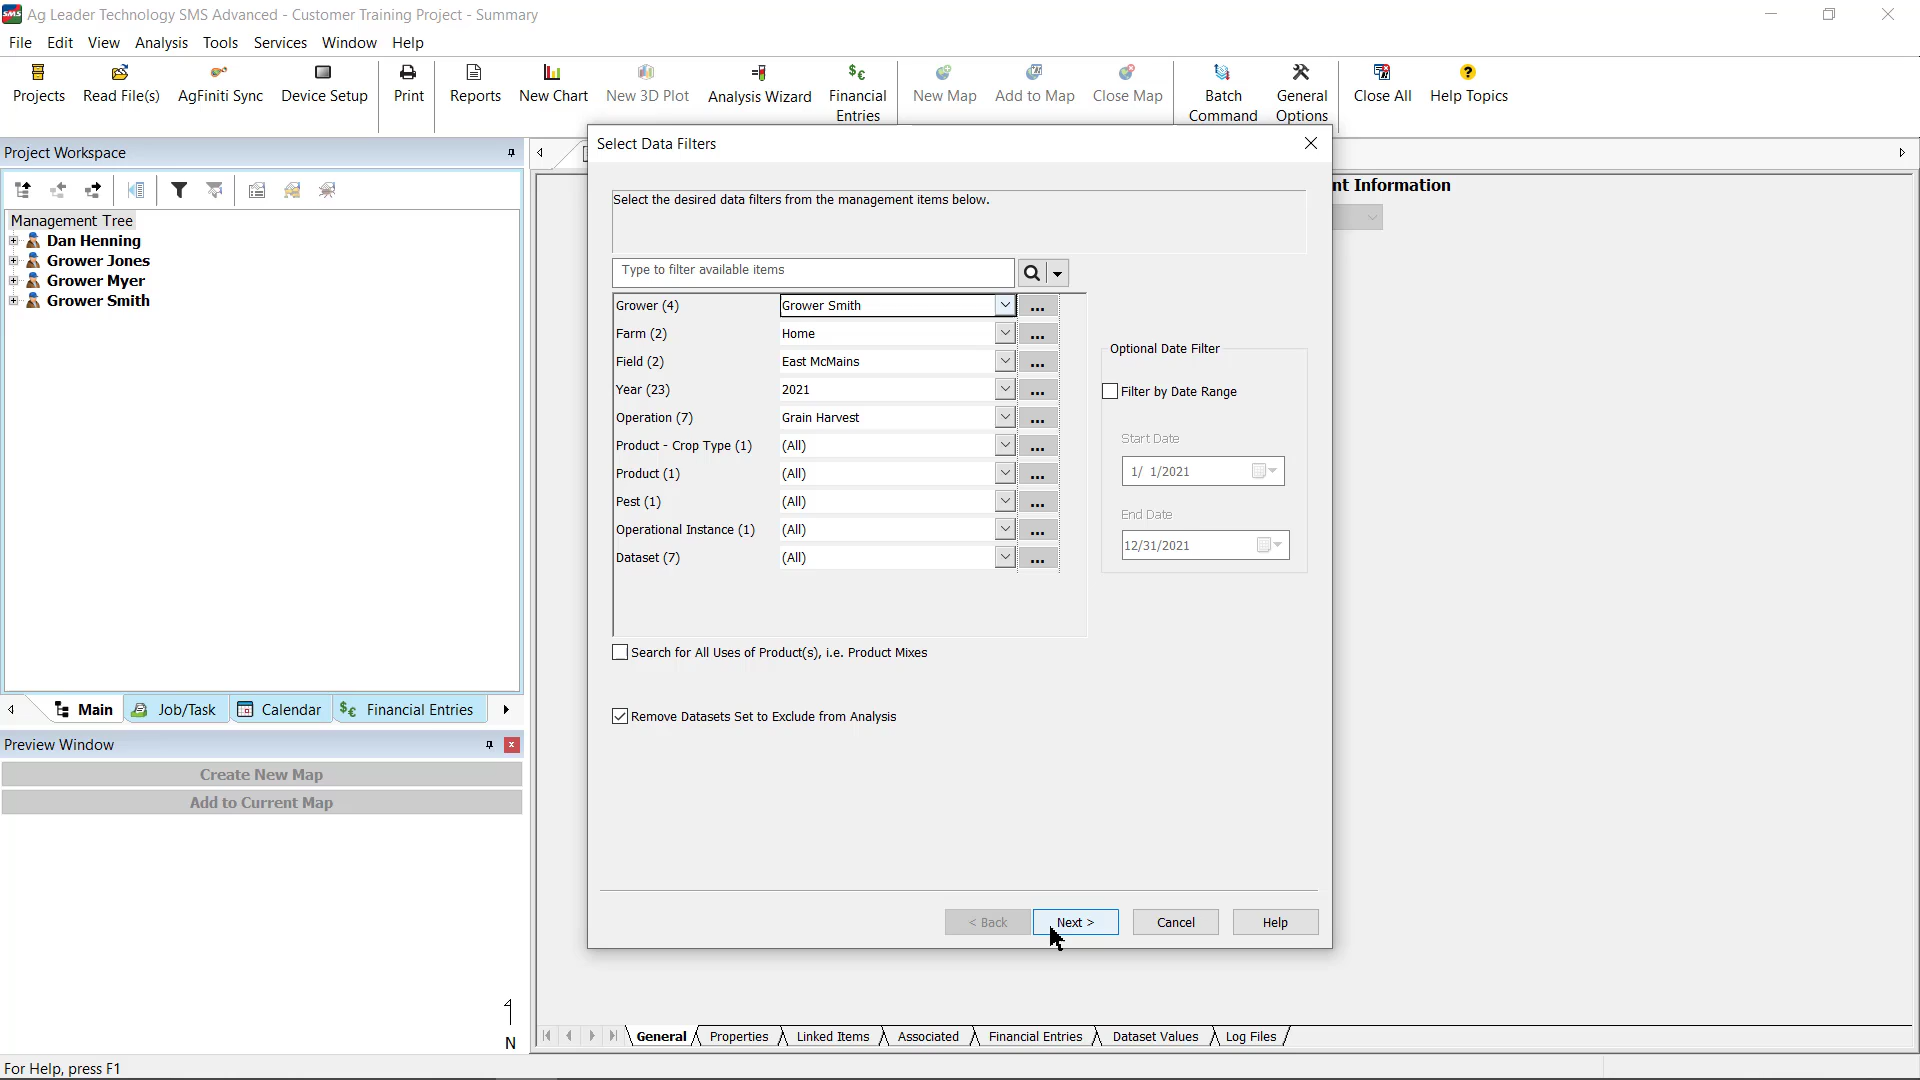 SMS Ag Leader Technology SMS Advanced - Customer Training Project - Summary
File Edit View Analysis Tools Services Window Help
Projects Read File(s) AgFiniti Sync Device Setup Print Reports New Chart New 3D Plot Analysis Wizard Financial Entries New Map Add to Map Close Map Batch Command General Options Close All Help Topics
Project Workspace
Management Tree
Dan Henning
Grower Jones
Grower Myer
Grower Smith
Main Job/Task Calendar Financial Entries
Preview Window
Create New Map
Add to Current Map
N
nt Information
Select Data Filters
Select the desired data filters from the management items below.
Type to filter available items
Grower (4) Grower Smith ...
Farm (2) Home ...
Field (2) East McMains ...
Year (23) 2021 ...
Operation (7) Grain Harvest ...
Product - Crop Type (1) (All) ...
Product (1) (All) ...
Pest (1) (All) ...
Operational Instance (1) (All) ...
Dataset (7) (All) ...
Optional Date Filter
Filter by Date Range
Start Date
1/ 1/2021
End Date
12/31/2021
Search for All Uses of Product(s), i.e. Product Mixes
Remove Datasets Set to Exclude from Analysis
< Back Next > Cancel Help
General Properties Linked Items Associated Financial Entries Dataset Values Log Files
For Help, press F1